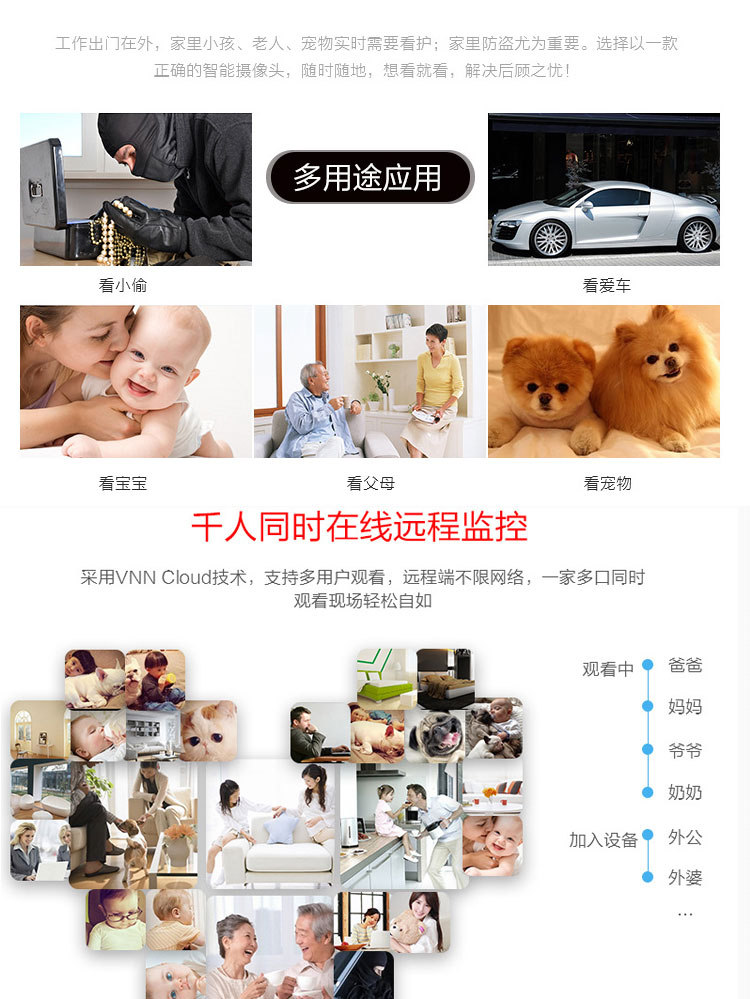 工作出门在外，家里小孩、老人、宠物实时需要看护；家里防盗尤为重要。选择以一款
正确的智能摄像头，随时随地，想看就看，解决后顾之忧！
多用途应用
看小偷
看爱车
看宝宝
看父母
看宠物
千人同时在线远程监控
采用VNN Cloud技术，支持多用户观看，远程端不限网络，一家多口同时
观看现场轻松自如
观看中
爸爸
妈妈
爷爷
奶奶
加入设备
外公
外婆
...